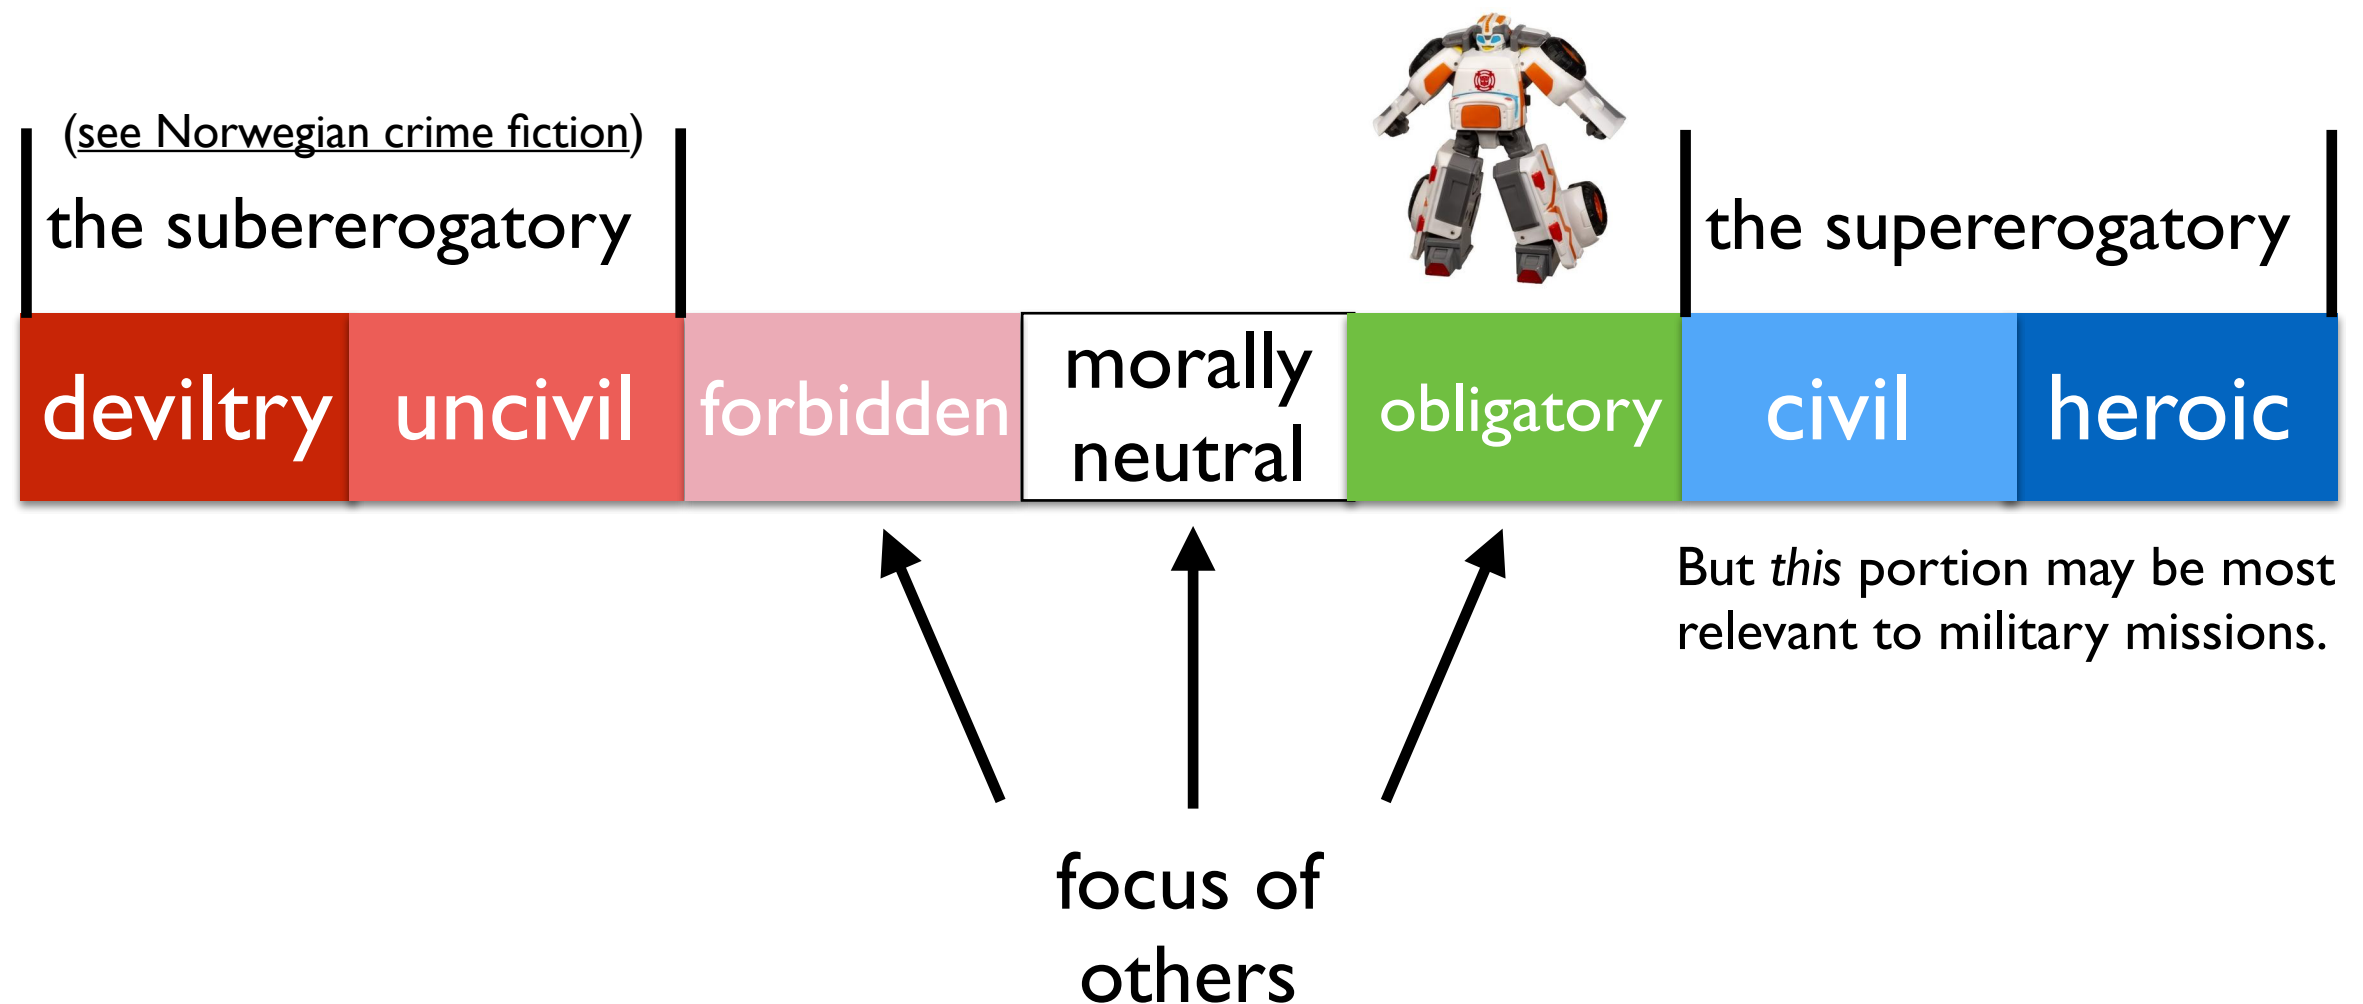 (see Norwegian crime fiction)
the subererogatory
the supererogatory
deviltry
uncivil
forbidden
morally
neutral
obligatory
civil
heroic
But this portion may be most
relevant to military missions.
focus of
others